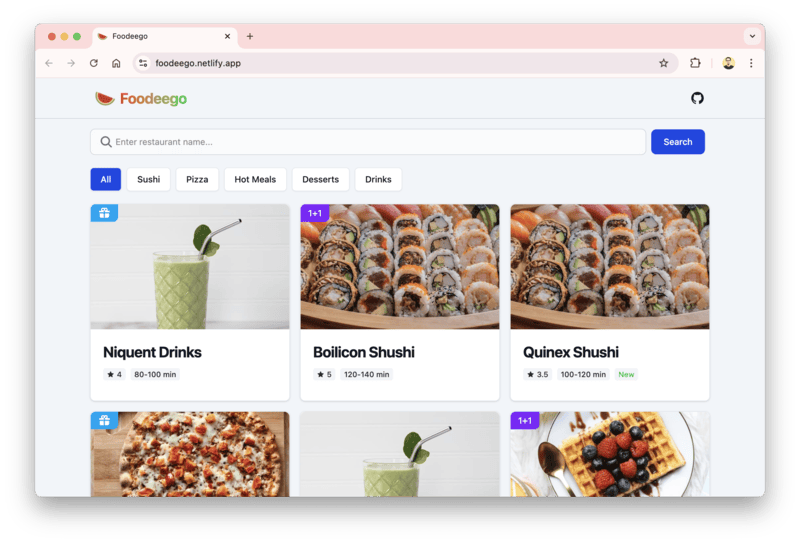 Foodeego
foodeego.netlify.app
Foodeego
Enter restaurant name...
Search
All
Sushi
Pizza
Hot Meals
Desserts
Drinks
1+1
Niquent Drinks
4
80-100 min
Boilicon Shushi
5
120-140 min
Quinex Shushi
3.5
100-120 min
New
1+1